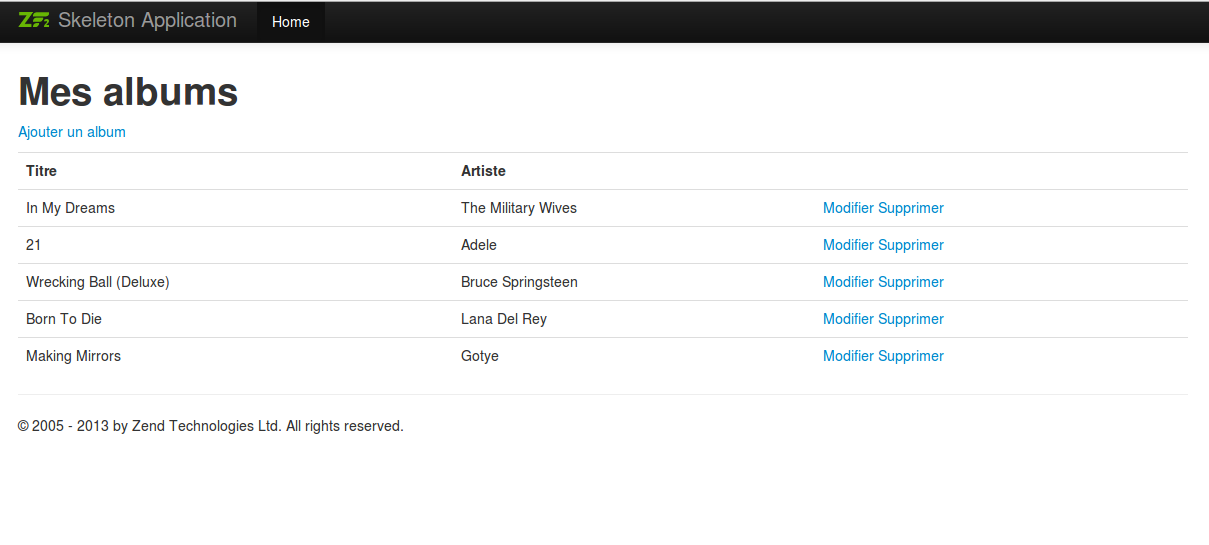 ZF2 Skeleton Application Home
Mes albums
Ajouter un album
Titre Artiste
In My Dreams The Military Wives Modifier Supprimer
21 Adele Modifier Supprimer
Wrecking Ball (Deluxe) Bruce Springsteen Modifier Supprimer
Born To Die Lana Del Rey Modifier Supprimer
Making Mirrors Gotye Modifier Supprimer
© 2005 - 2013 by Zend Technologies Ltd. All rights reserved.